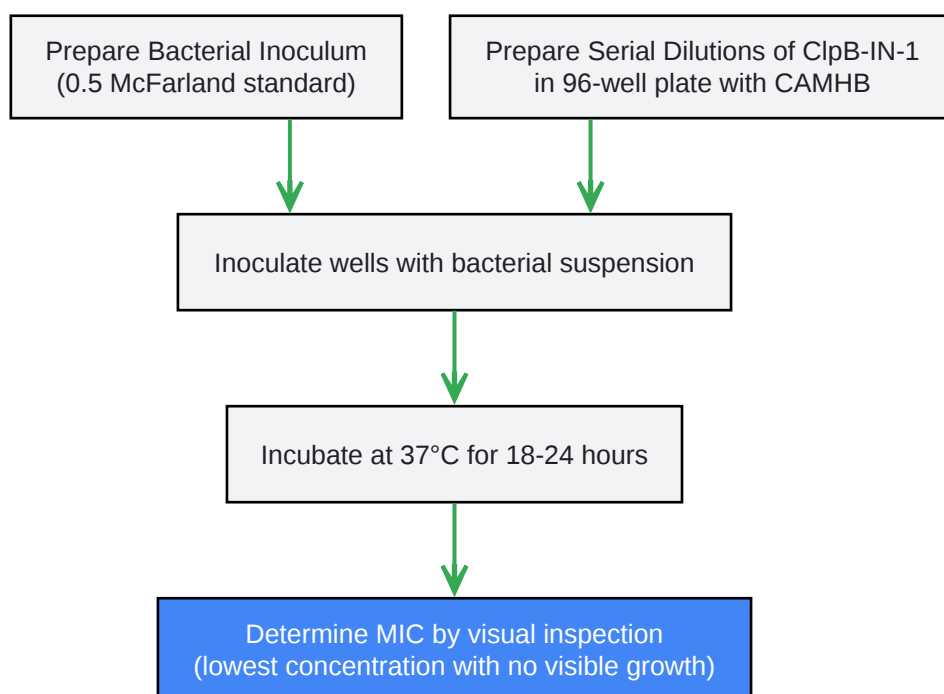 Prepare Bacterial Inoculum
(0.5 McFarland standard)
Prepare Serial Dilutions of ClpB-IN-1
in 96-well plate with CAMHB
Inoculate wells with bacterial suspension
Incubate at 37°C for 18-24 hours
Determine MIC by visual inspection
(lowest concentration with no visible growth)